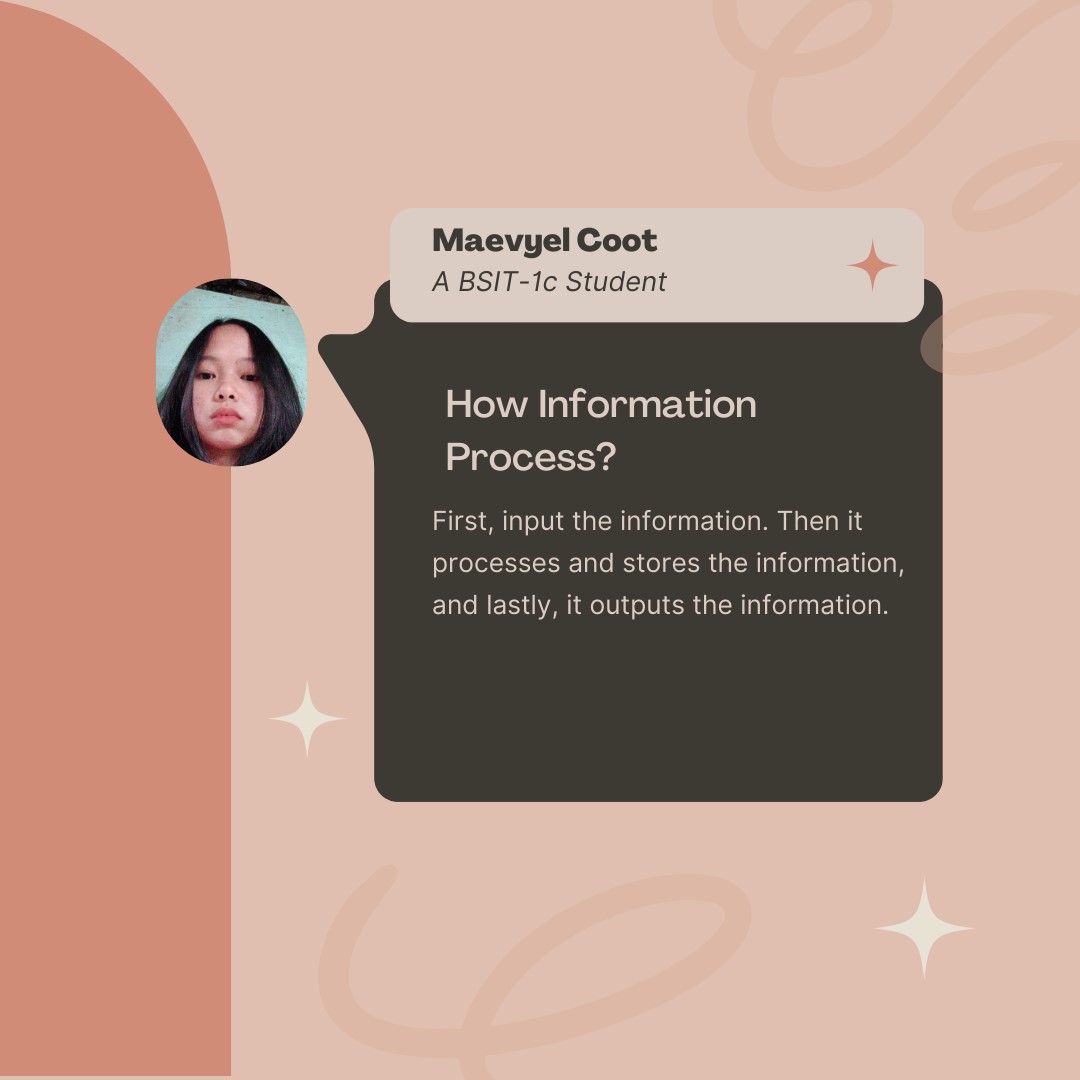 Maevyel Coot
A BSIT-1c Student
How Information
Process?
First, input the information. Then it
processes and stores the information,
and lastly, it outputs the information.